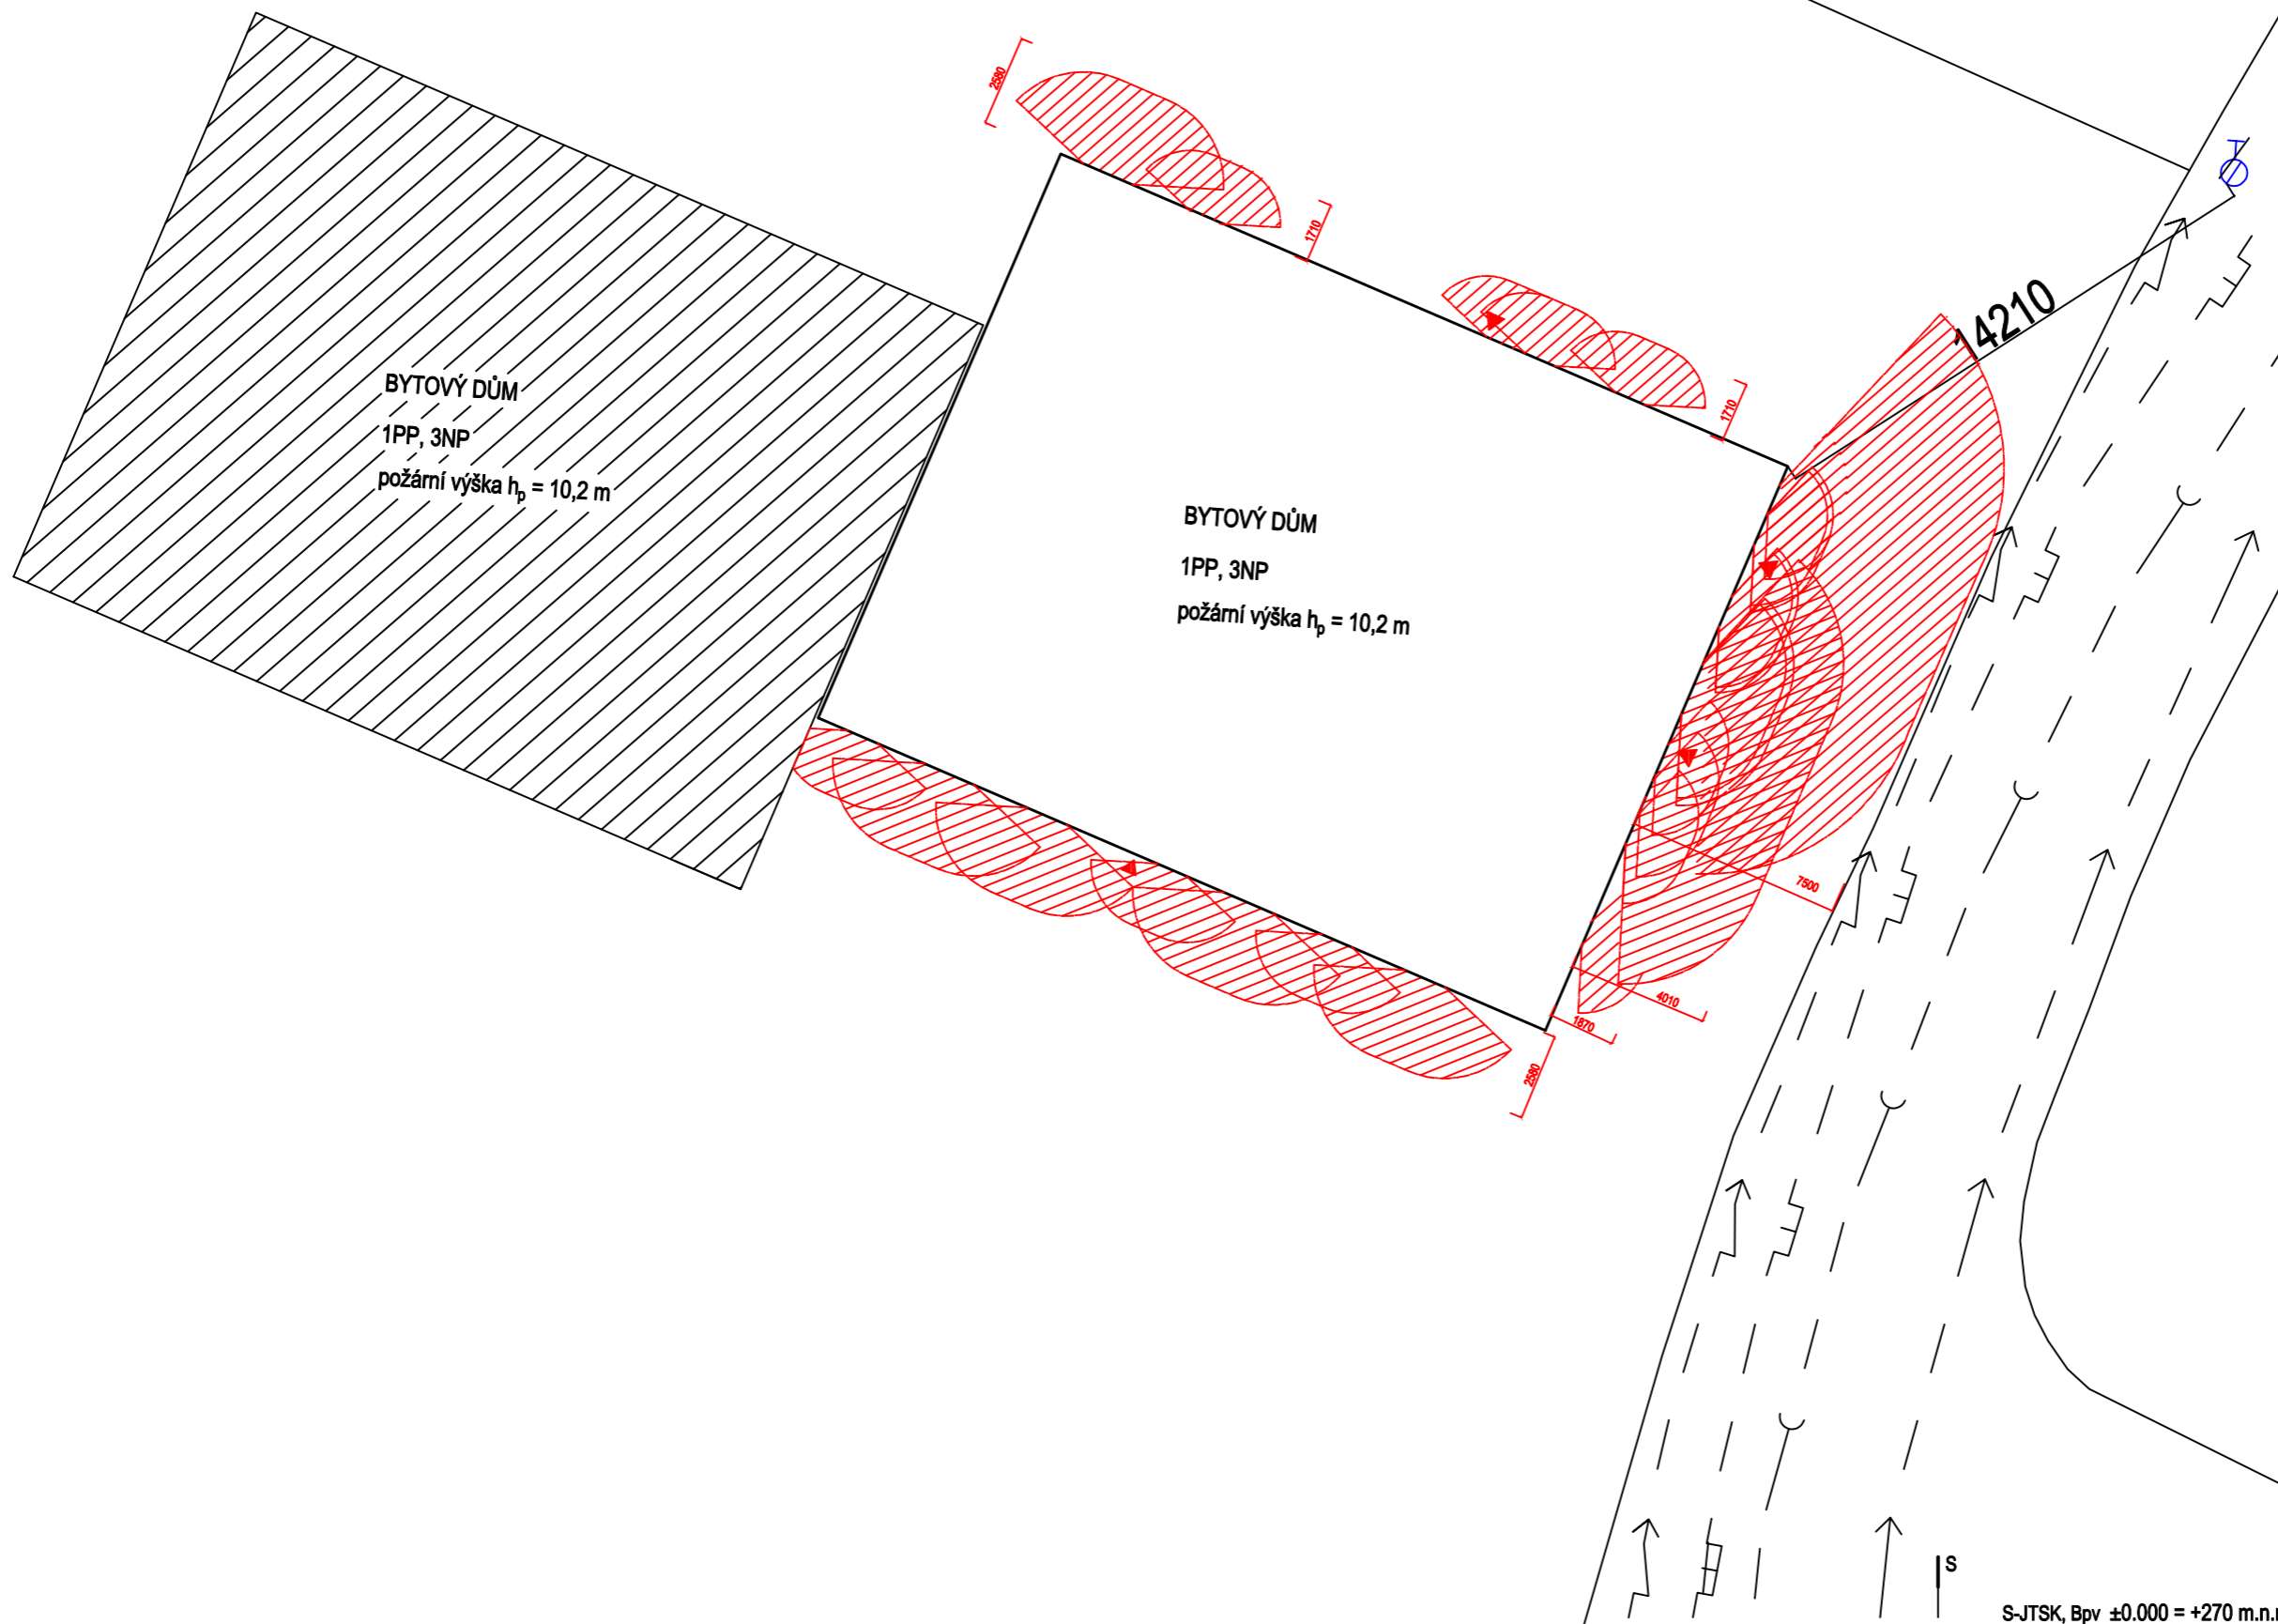 2580
1710
1710
14210
BYTOVÝ DŮM
1PP, 3NP
požární výška hp = 10,2 m
BYTOVÝ DŮM
1PP, 3NP
požární výška hp = 10,2 m
7500
4010
1870
2580
S
S-JTSK, Bpv ±0.000 = +270 m.n.